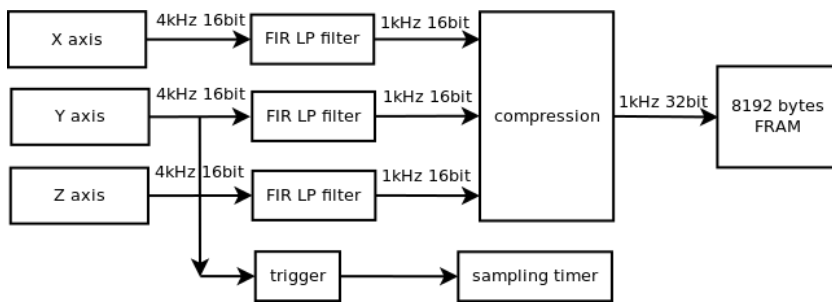 4kHz 16bit
1kHz 16bit
X axis
FIR LP filter
4kHz 16bit
1kHz 16bit
Y axis
FIR LP filter
compression
1kHz 32bit
8192 bytes
FRAM
4kHz 16bit
1kHz 16bit
Z axis
FIR LP filter
trigger
sampling timer